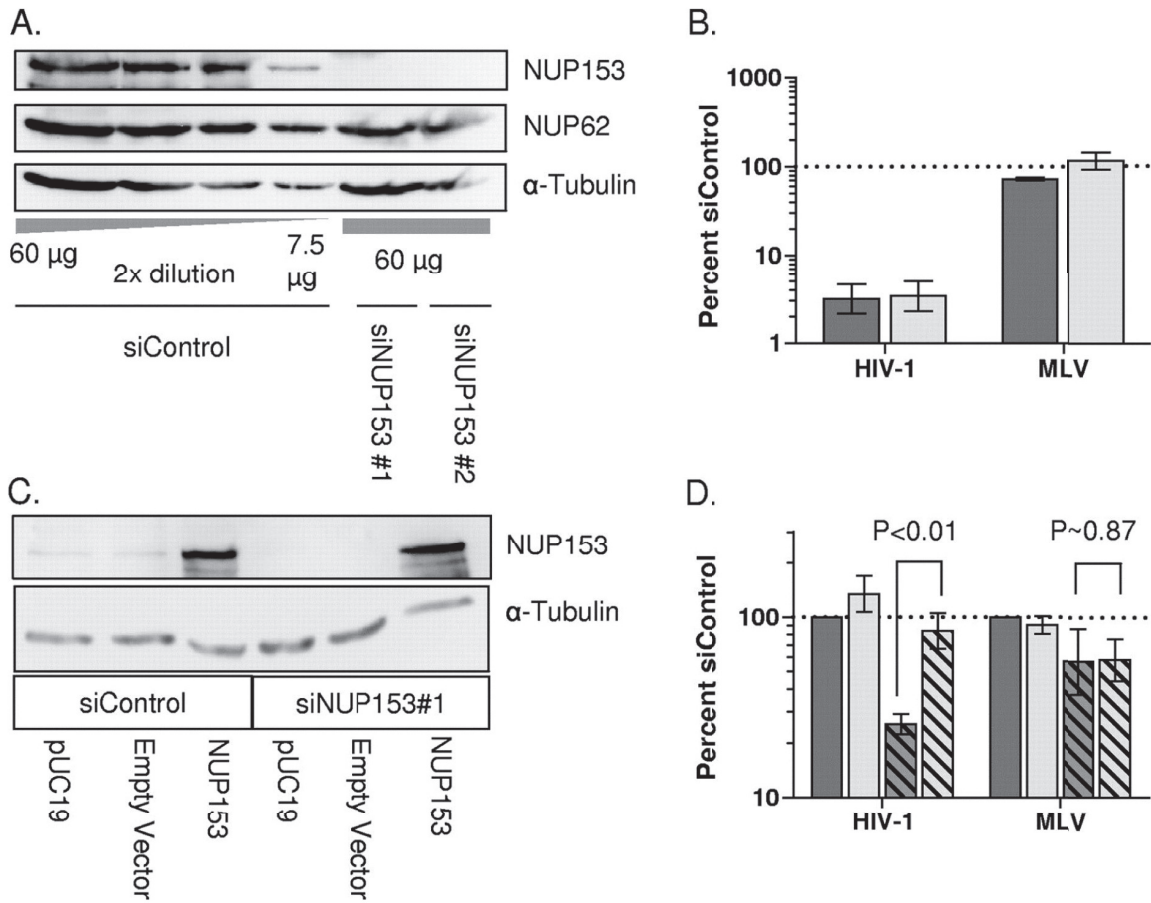 A.
NUP153
NUP62
α-Tubulin
60 µg
2x dilution
7.5
µg
60 µg
siControl
siNUP153 #1
siNUP153 #2
B.
Percent siControl
1000
100
10
1
HIV-1
MLV
C.
NUP153
α-Tubulin
siControl
siNUP153#1
pUC19
Empty Vector
NUP153
pUC19
Empty Vector
NUP153
D.
Percent siControl
P<0.01
P~0.87
100
10
HIV-1
MLV